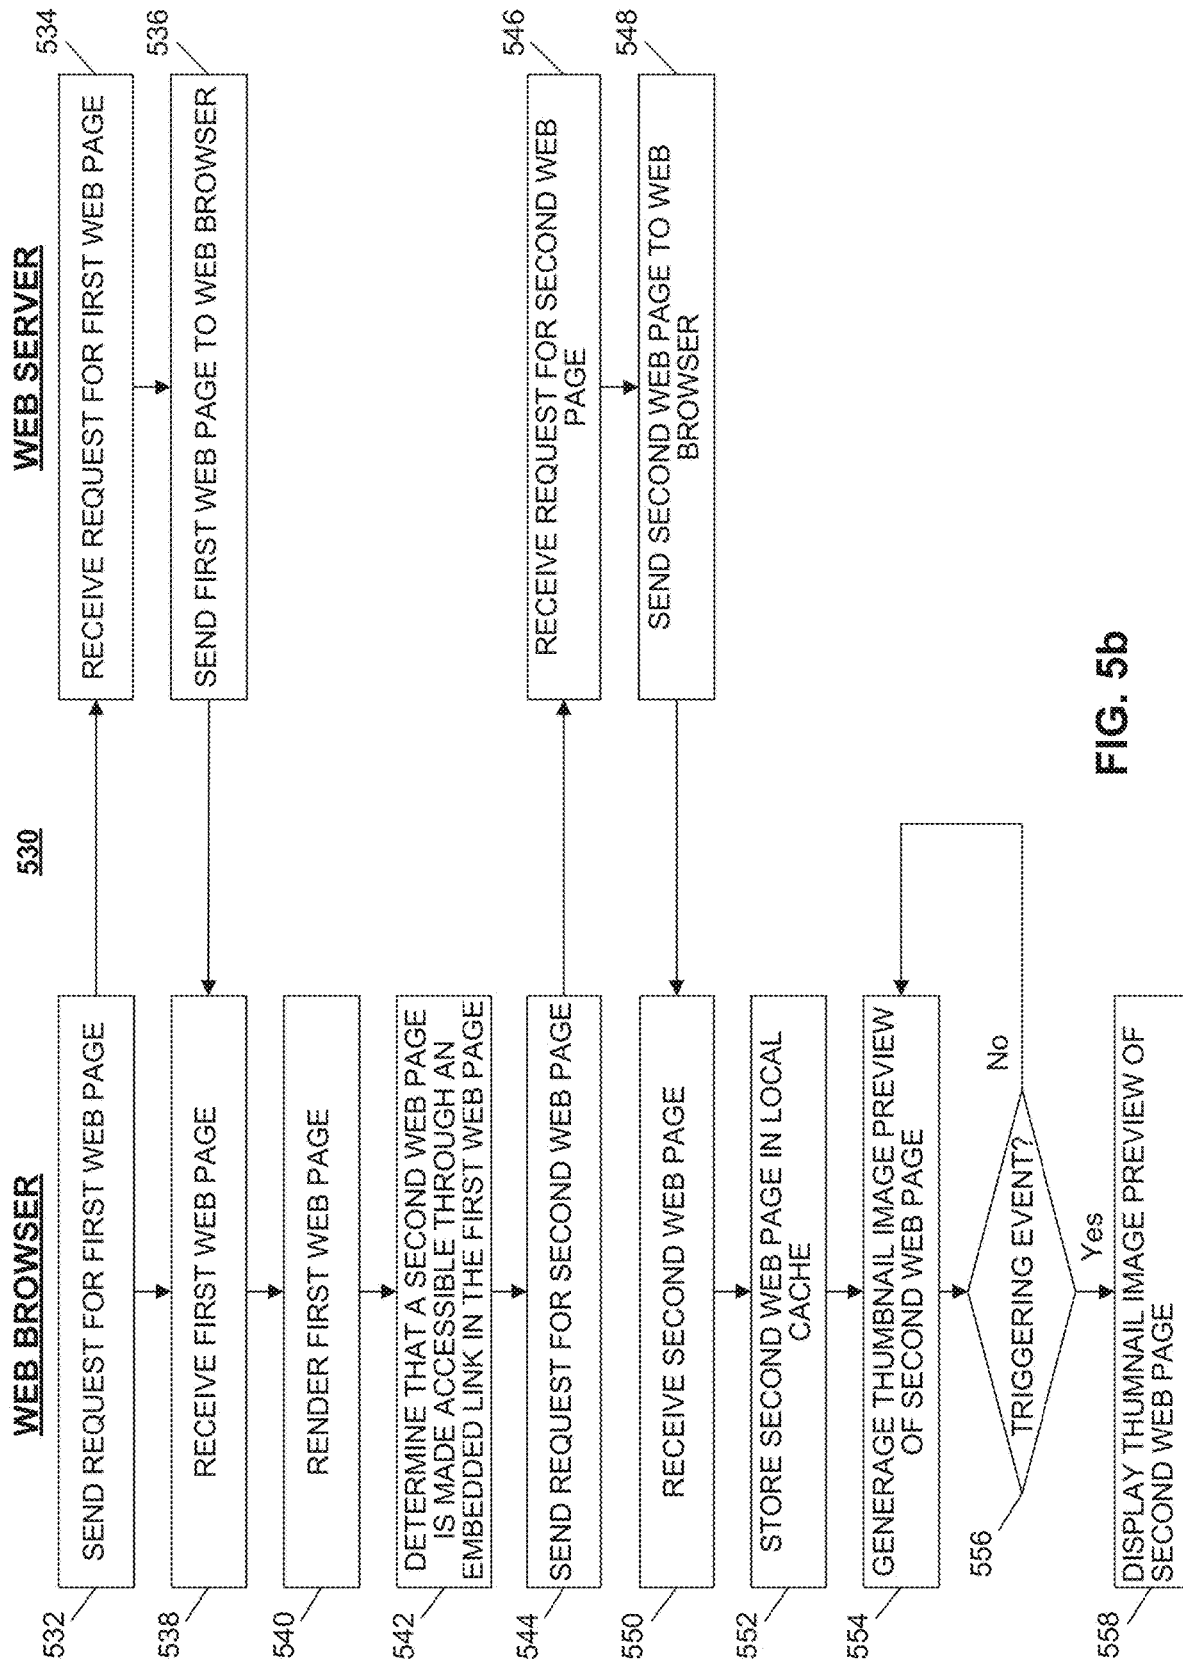 530
WEB BROWSER
WEB SERVER
532
SEND REQUEST FOR FIRST WEB PAGE
RECEIVE REQUEST FOR FIRST WEB PAGE
534
538
RECEIVE FIRST WEB PAGE
SEND FIRST WEB PAGE TO WEB BROWSER
536
540
RENDER FIRST WEB PAGE
542
DETERMINE THAT A SECOND WEB PAGE
IS MADE ACCESSIBLE THROUGH AN
EMBEDDED LINK IN THE FIRST WEB PAGE
544
SEND REQUEST FOR SECOND WEB PAGE
RECEIVE REQUEST FOR SECOND WEB
PAGE
546
550
RECEIVE SECOND WEB PAGE
SEND SECOND WEB PAGE TO WEB
BROWSER
548
552
STORE SECOND WEB PAGE IN LOCAL
CACHE
554
GENERAGE THUMBNAIL IMAGE PREVIEW
OF SECOND WEB PAGE
556
TRIGGERING EVENT?
No
Yes
558
DISPLAY THUMNAIL IMAGE PREVIEW OF
SECOND WEB PAGE
FIG. 5b